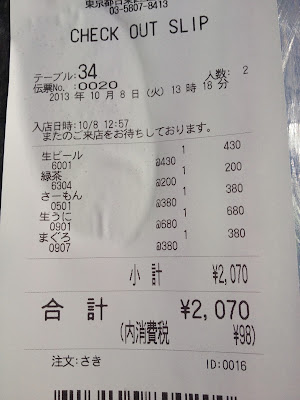 東京都台東
03-5807-8413
CHECK OUT SLIP
テーブル:34
伝票No. :0020 人数: 2
2013 年 10 月 8 日 (火) 13 時 18 分
入店日時:10/8 12:57
またのご来店をお待ちしております。
生ビール 1 430
6001 @430
緑茶 1 200
6304 @200
さーもん 1 380
0501 @380
生うに 1 680
0901 @680
まぐろ 1 380
0907 @380
小 計 ¥2,070
合 計 ¥2,070
(内消費税 ¥98)
注文:さき ID:0016